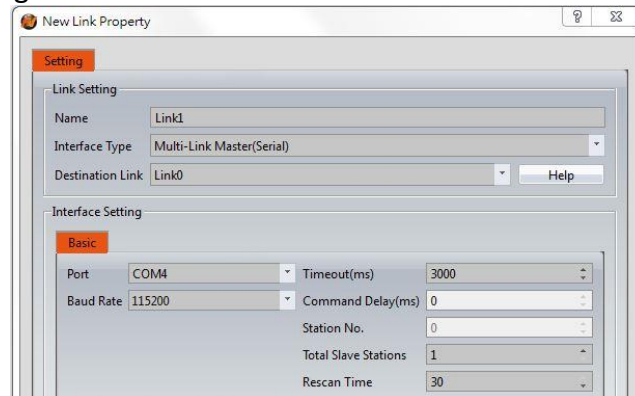 g
New Link Property
Setting
Link Setting
Name Link1
Interface Type Multi-Link Master(Serial)
Destination Link Link0 Help
Interface Setting
Basic
Port COM4 Timeout(ms) 3000
Baud Rate 115200 Command Delay(ms) 0
Station No. 0
Total Slave Stations 1
Rescan Time 30